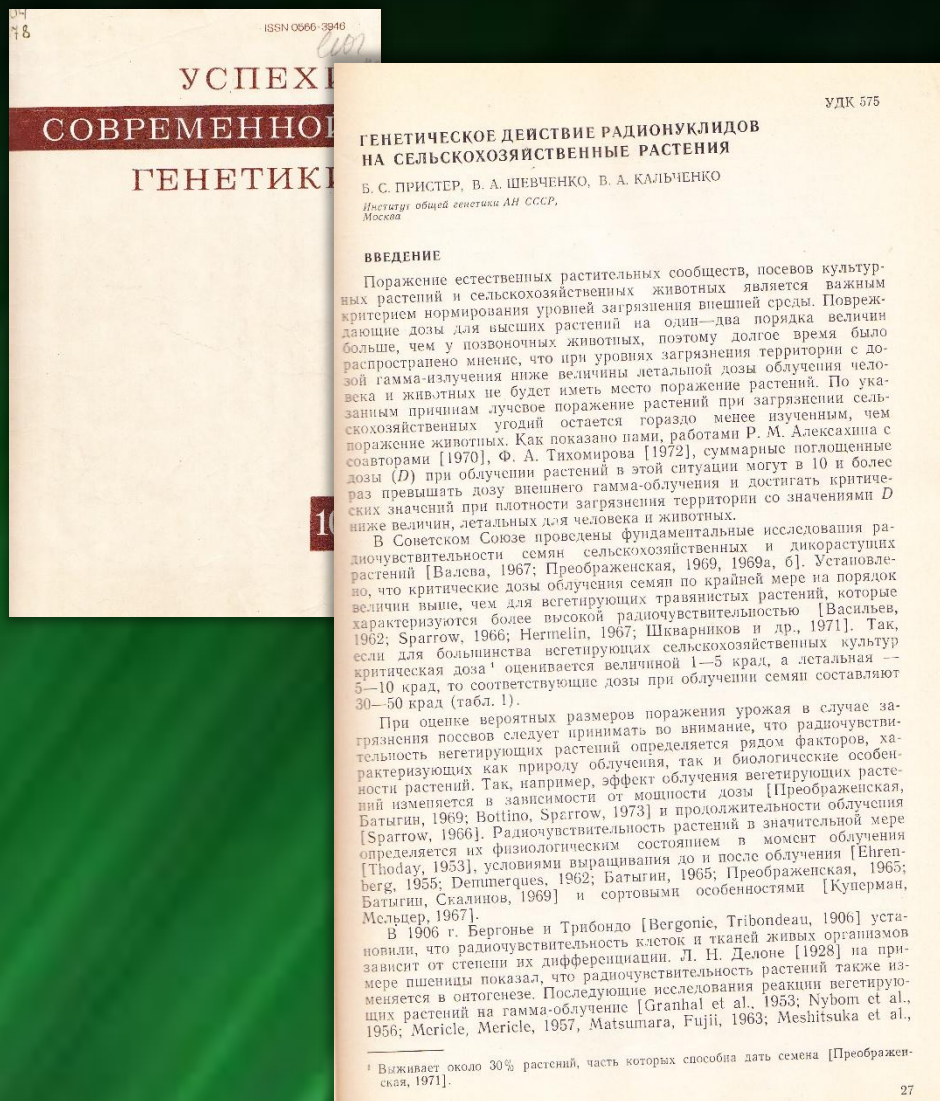 04
78
ISSN 0566-3946
УСПЕХИ
СОВРЕМЕННОЙ
ГЕНЕТИКИ
УДК 575
ГЕНЕТИЧЕСКОЕ ДЕЙСТВИЕ РАДИОНУКЛИДОВ
НА СЕЛЬСКОХОЗЯЙСТВЕННЫЕ РАСТЕНИЯ
Б. С. ПРИСТЕР, В. А. ШЕВЧЕНКО, В. А. КАЛЬЧЕНКО
Институт общей генетики АН СССР,
Москва
ВВЕДЕНИЕ
Поражение естественных растительных сообществ, посевов культур-
ных растений и сельскохозяйственных животных является важным
критерием нормирования уровней загрязнения внешней среды. Повреж-
дающие дозы для высших растений на один—два порядка величин
больше, чем у позвоночных животных, поэтому долгое время было
распространено мнение, что при уровнях загрязнения территории с до-
зой гамма-излучения ниже величины летальной дозы облучения чело-
века и животных не будет иметь место поражение растений. По ука-
занным причинам лучевое поражение растений при загрязнении сель-
скохозяйственных угодий остается гораздо менее изученным, чем
поражение животных. Как показано нами, работами Р. М. Алексахина с
соавторами [1970], Ф. А. Тихомирова [1972], суммарные поглощенные
дозы (D) при облучении растений в этой ситуации могут в 10 и более
раз превышать дозу внешнего гамма-облучения и достигать критиче-
ских значений при плотности загрязнения территории со значениями D
ниже величин, летальных для человека и животных.
В Советском Союзе проведены фундаментальные исследования ра-
диочувствительности семян сельскохозяйственных и дикорастущих
растений [Валева, 1967; Преображенская, 1969, 1969а, б]. Установле-
но, что критические дозы облучения семян по крайней мере на порядок
величин выше, чем для вегетирующих травянистых растений, которые
характеризуются более высокой радиочувствительностью [Васильев,
1962; Sparrow, 1966; Hermelin, 1967; Шкварников и др., 1971]. Так,
если для большинства вегетирующих сельскохозяйственных культур
критическая доза¹ оценивается величиной 1—5 крад, а летальная —
5—10 крад, то соответствующие дозы при облучении семян составляют
30—50 крад (табл. 1).
При оценке вероятных размеров поражения урожая в случае за-
грязнения посевов следует принимать во внимание, что радиочувстви-
тельность вегетирующих растений определяется рядом факторов, ха-
рактеризующих как природу облучения, так и биологические особен-
ности растений. Так, например, эффект облучения вегетирующих расте-
ний изменяется в зависимости от мощности дозы [Преображенская,
Батыгин, 1969; Bottino, Sparrow, 1973] и продолжительности облучения
[Sparrow, 1966]. Радиочувствительность растений в значительной мере
определяется их физиологическим состоянием в момент облучения
[Thoday, 1953], условиями выращивания до и после облучения [Ehren-
berg, 1955; Demmerques, 1962; Батыгин, 1965; Преображенская, 1965;
Батыгин, Скалинов, 1969] и сортовыми особенностями [Куперман,
Мельцер, 1967].
В 1906 г. Бергонье и Трибондо [Bergonie, Tribondeau, 1906] уста-
новили, что радиочувствительность клеток и тканей живых организмов
зависит от степени их дифференциации. Л. Н. Делоне [1928] на при-
мере пшеницы показал, что радиочувствительность растений также из-
меняется в онтогенезе. Последующие исследования реакции вегетирую-
щих растений на гамма-облучение [Granhal et al., 1953; Nybom et al.,
1956; Mericle, Mericle, 1957, Matsumara, Fujii, 1963; Meshitsuka et al.,
¹ Выживает около 30% растений, часть которых способна дать семена [Преображен-
ская, 1971].
27